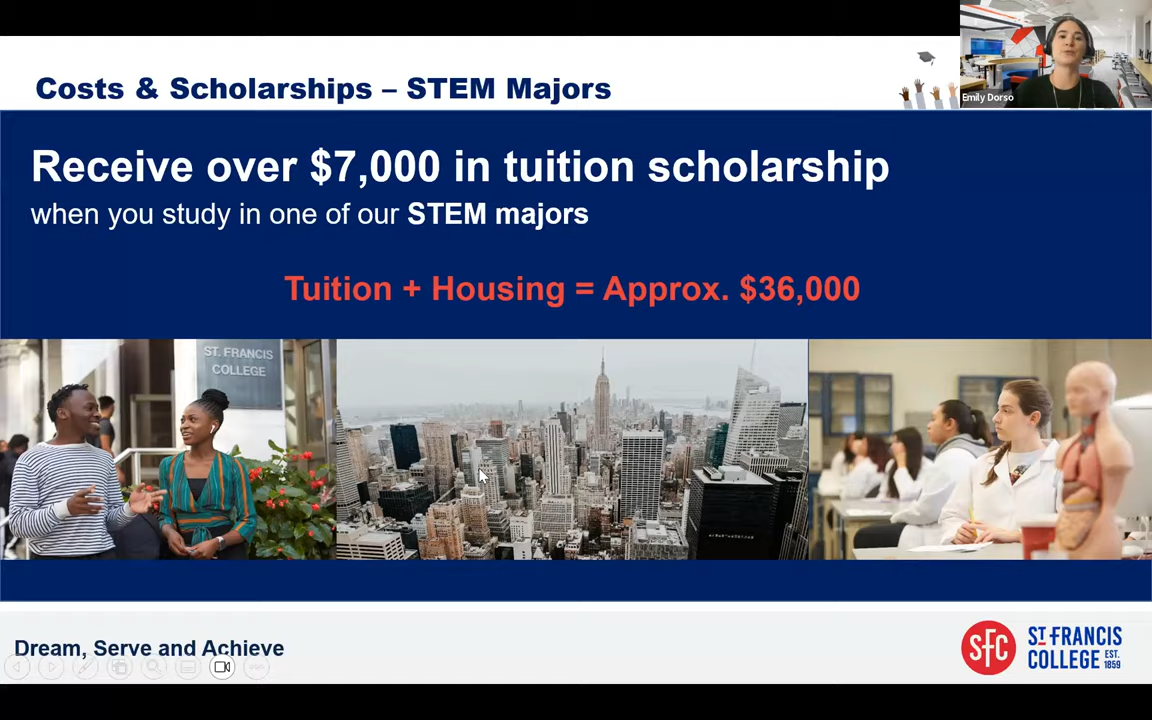 Costs & Scholarships – STEM Majors
Emily Dorso
Receive over $7,000 in tuition scholarship
when you study in one of our STEM majors
Tuition + Housing = Approx. $36,000
ST. FRANCIS
COLLEGE
Dream, Serve and Achieve
SFC
ST. FRANCIS
COLLEGE EST. 1859